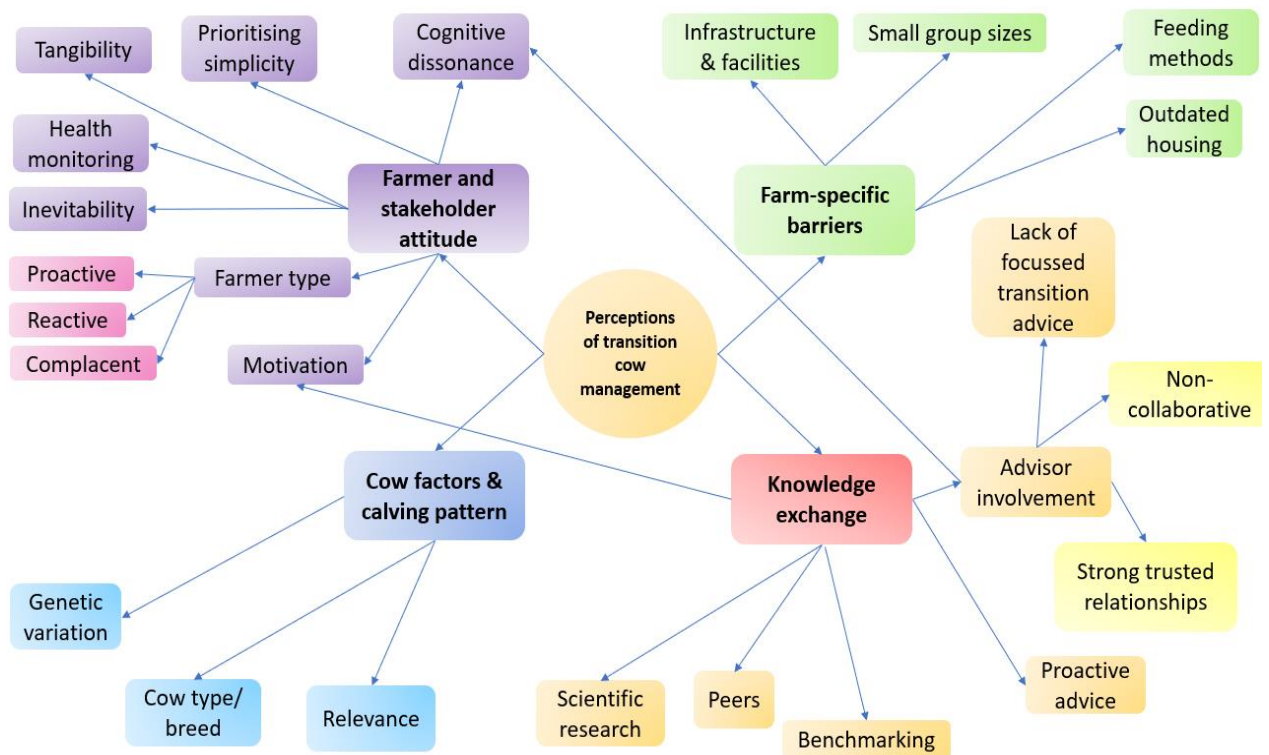 Tangibility
Prioritising
simplicity
Cognitive
dissonance
Infrastructure
& facilities
Small group sizes
Feeding
methods
Health
monitoring
Outdated
housing
Inevitability
Farmer and
stakeholder
attitude
Farm-specific
barriers
Proactive
Reactive
Complacent
Farmer type
Motivation
Perceptions
of transition
cow
management
Lack of
focussed
transition
advice
Non-
collaborative
Cow factors &
calving pattern
Knowledge
exchange
Advisor
involvement
Strong trusted
relationships
Genetic
variation
Cow type/
breed
Relevance
Scientific
research
Peers
Benchmarking
Proactive
advice